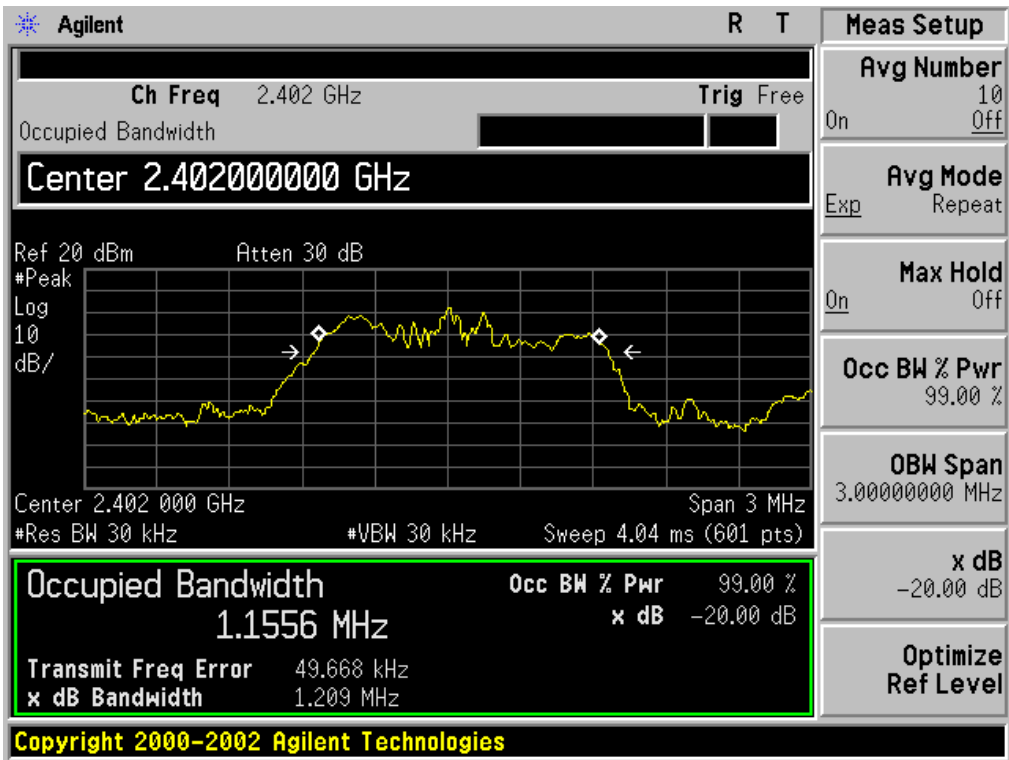 Agilent R T
Ch Freq 2.402 GHz Trig Free
Occupied Bandwidth
Center 2.402000000 GHz
Ref 20 dBm Atten 30 dB
#Peak
Log
10
dB/
Center 2.402 000 GHz Span 3 MHz
#Res BW 30 kHz #VBW 30 kHz Sweep 4.04 ms (601 pts)
Occupied Bandwidth Occ BW % Pwr 99.00 %
1.1556 MHz x dB -20.00 dB
Transmit Freq Error 49.668 kHz
x dB Bandwidth 1.209 MHz
Copyright 2000-2002 Agilent Technologies
Meas Setup
Avg Number
10
On Off
Avg Mode
Exp Repeat
Max Hold
On Off
Occ BW % Pwr
99.00 %
OBW Span
3.00000000 MHz
x dB
-20.00 dB
Optimize
Ref Level